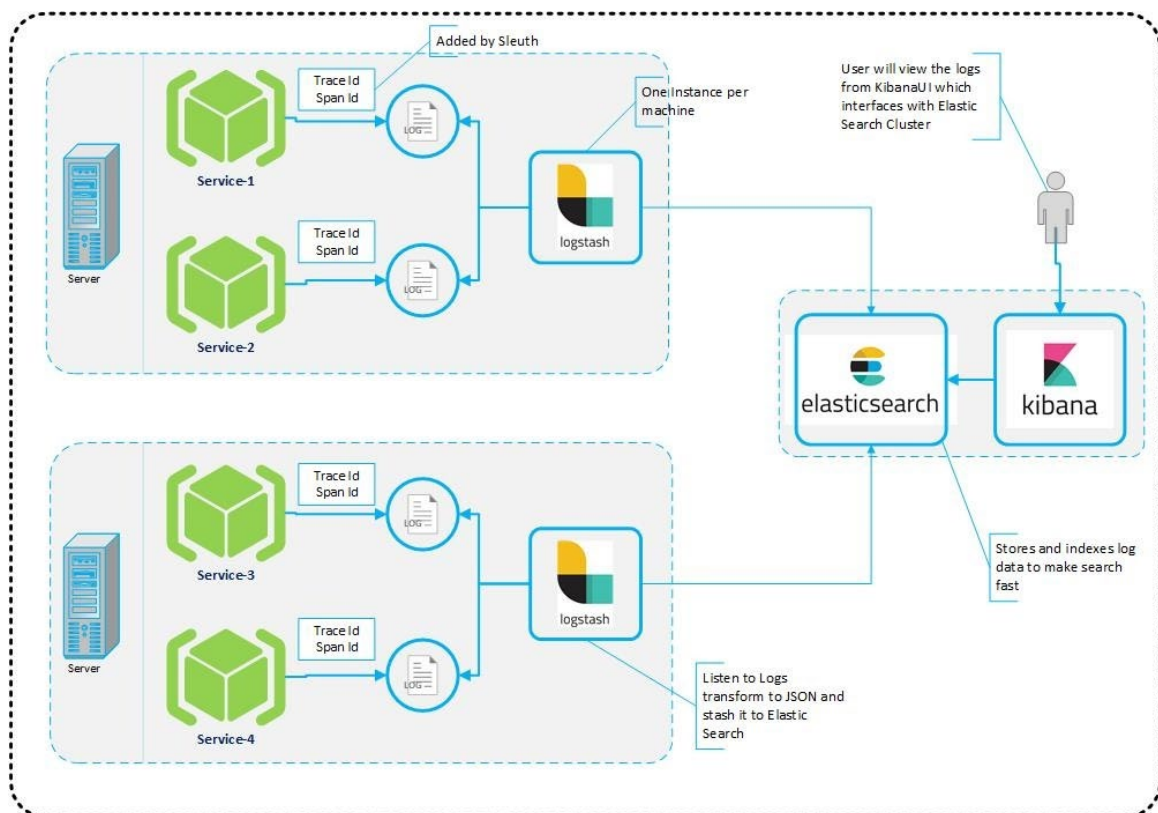 Added by Sleuth
Trace Id
Span Id
LOG
Service-1
One Instance per
machine
User will view the logs
from KibanaUI which
interfaces with Elastic
Search Cluster
logstash
Server
Trace Id
Span Id
LOG
Service-2
elasticsearch
kibana
Trace Id
Span Id
LOG
Service-3
logstash
Stores and indexes log
data to make search
fast
Server
Trace Id
Span Id
LOG
Service-4
Listen to Logs
transform to JSON and
stash it to Elastic
Search